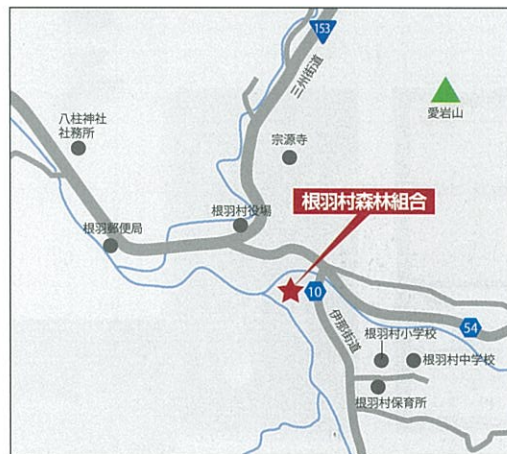 153
三州街道
愛岩山
八柱神社
社務所
宗源寺
根羽村森林組合
根羽村役場
根羽郵便局
10
伊那街道
54
根羽村小学校
根羽村中学校
根羽村保育所